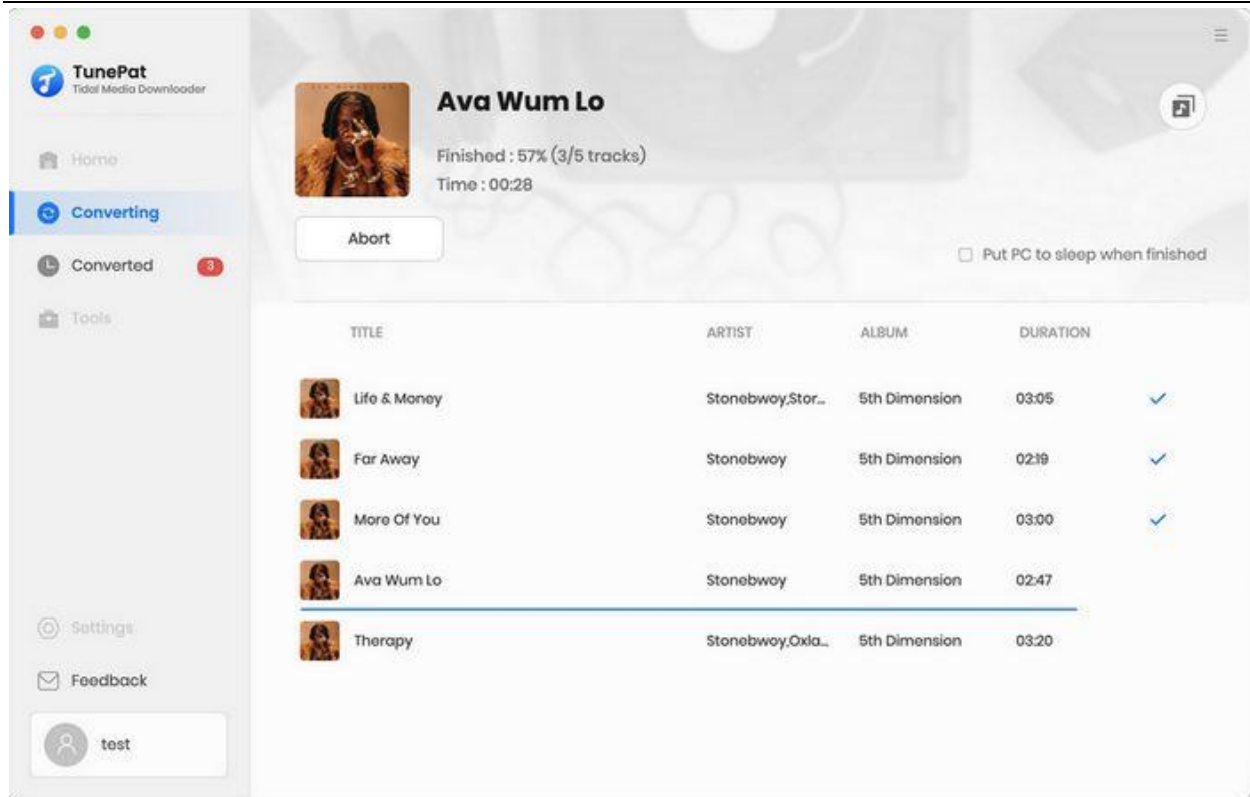 TunePat
Tidal Media Downloader
Home
Converting
Converted 3
Tools
Settings
Feedback
test
Ava Wum Lo
Finished : 57% (3/5 tracks)
Time : 00:28
Abort
Put PC to sleep when finished
TITLE ARTIST ALBUM DURATION
Life & Money Stonebwoy,Stor... 5th Dimension 03:05
Far Away Stonebwoy 5th Dimension 02:19
More Of You Stonebwoy 5th Dimension 03:00
Ava Wum Lo Stonebwoy 5th Dimension 02:47
Therapy Stonebwoy,Oxla... 5th Dimension 03:20